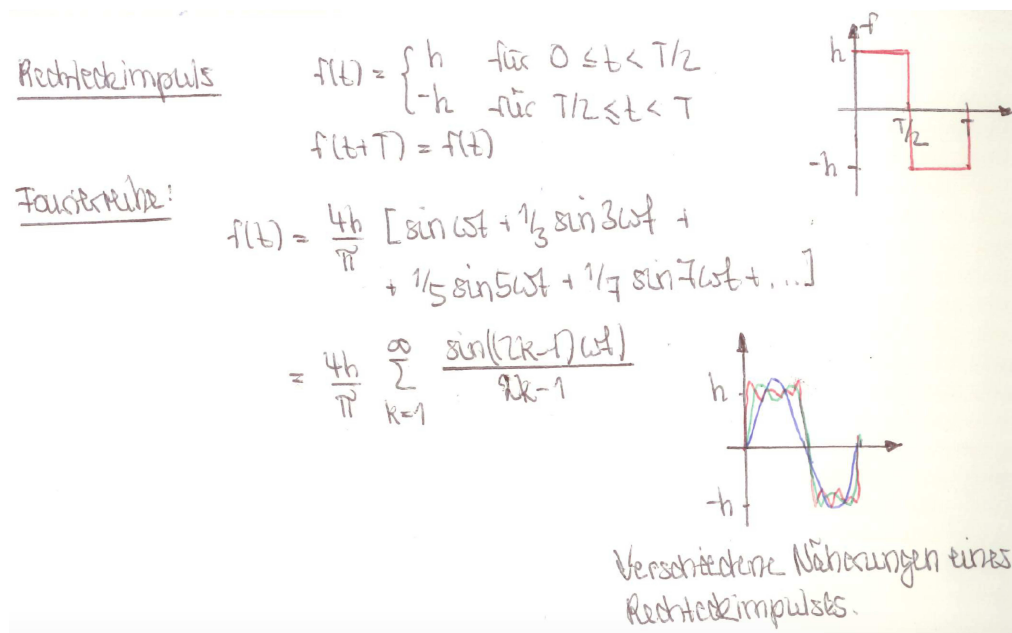 Rechteckimpuls
f(t) = { h für 0 ≤ t < T/2
-h für T/2 ≤ t < T
f(t+T) = f(t)
f
h
T/2
T
-h
Fourierreihe:
f(t) = 4h/π [sin ωt + 1/3 sin 3ωt +
+ 1/5 sin 5ωt + 1/7 sin 7ωt + ...]
= 4h/π ∑ k=1 ∞ sin((2k-1)ωt)/2k-1
h
-h
Verschiedene Näherungen eines
Rechteckimpulses.